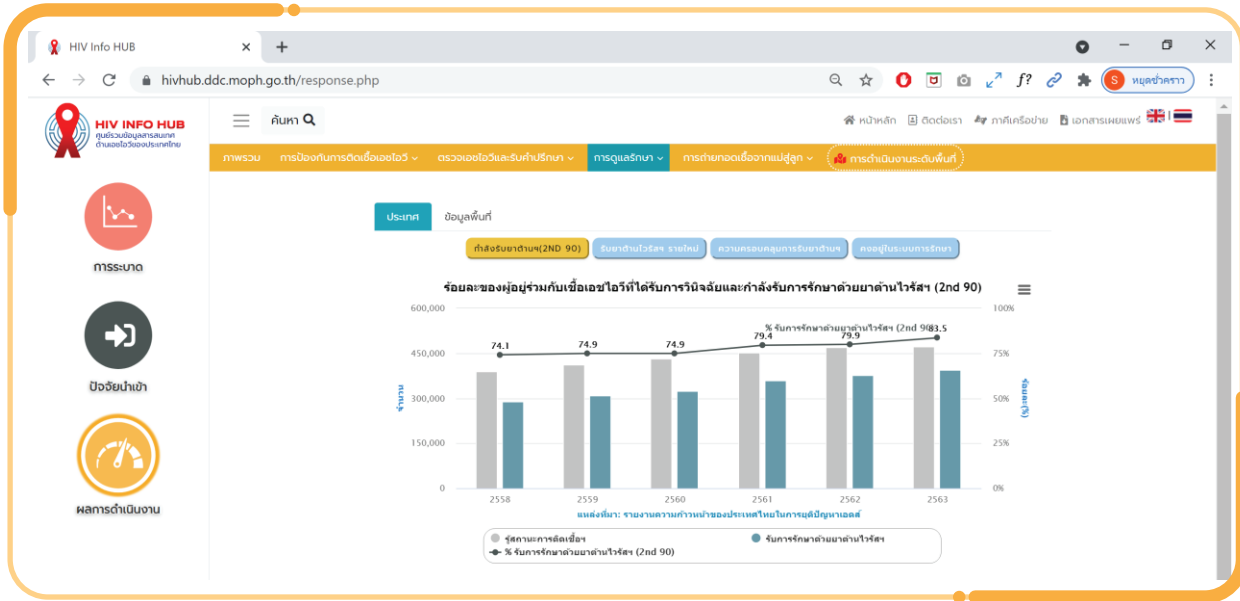 HIV Info HUB
hivhub.ddc.moph.go.th/response.php
S หยุดชั่วคราว
HIV INFO HUB
ศูนย์รวมข้อมูลสารสนเทศ
ด้านเอชไอวีของประเทศไทย
ค้นหา
หน้าหลัก ติดต่อเรา ภาคีเครือข่าย เอกสารเผยแพร่ |
ภาพรวม การป้องกันการติดเชื้อเอชไอวี ตรวจเอชไอวีและรับคำปรึกษา การดูแลรักษา การถ่ายทอดเชื้อจากแม่สู่ลูก การดำเนินงานระดับพื้นที่
การระบาด
ปัจจัยนำเข้า
ผลการดำเนินงาน
ประเทศ ข้อมูลพื้นที่
กำลังรับยาต้านฯ(2ND 90) รับยาต้านไวรัสฯ รายใหม่ ความครอบคลุมการรับยาต้านฯ คงอยู่ในระบบการรักษา
ร้อยละของผู้อยู่ร่วมกับเชื้อเอชไอวีที่ได้รับการวินิจฉัยและกำลังรับการรักษาด้วยยาต้านไวรัสฯ (2nd 90)
600,000 100%
% รับการรักษาด้วยยาต้านไวรัสฯ (2nd 90)
74.1 74.9 74.9 79.4 79.9 83.5
450,000 75%
จำนวน
300,000 50%
ร้อยละ(%)
150,000 25%
0 0%
2558 2559 2560 2561 2562 2563
แหล่งที่มา: รายงานความก้าวหน้าของประเทศไทยในการยุติปัญหาเอดส์
รู้สถานะการติดเชื้อฯ รับการรักษาด้วยยาต้านไวรัสฯ
% รับการรักษาด้วยยาต้านไวรัสฯ (2nd 90)